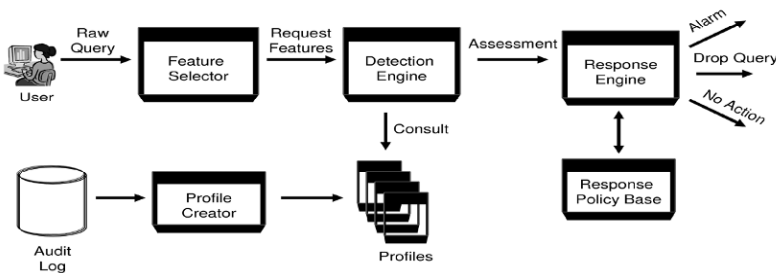 Raw
Query
User
Feature
Selector
Request
Features
Detection
Engine
Assessment
Response
Engine
Alarm
Drop Query
No Action
Consult
Audit
Log
Profile
Creator
Profiles
Response
Policy Base